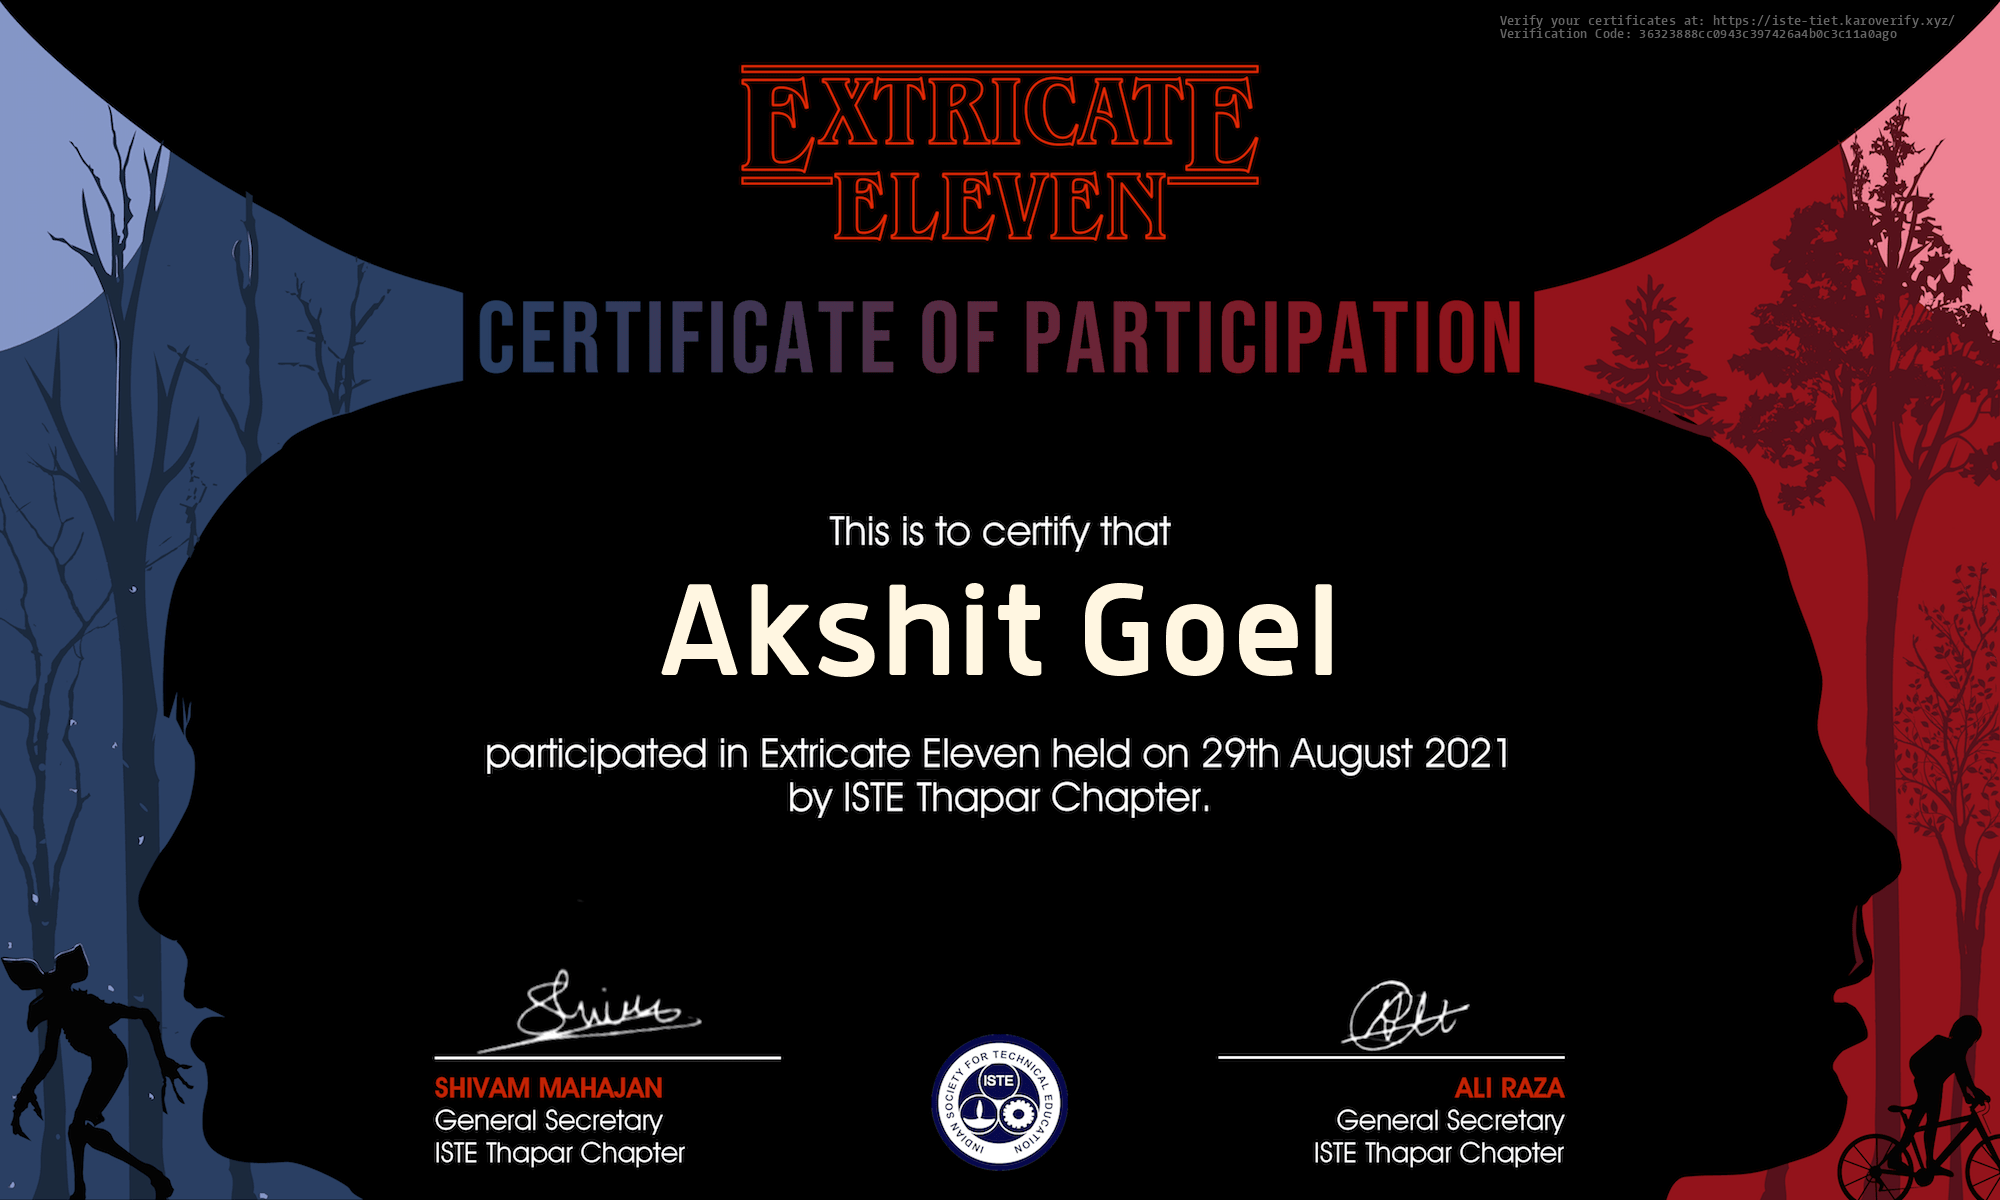 Verify your certificates at: https://iste-tiet.karoverify.xyz/
Verification Code: 36323888cc0943c397426a4b0c3c11a0ago
EXTRICATE
ELEVEN
CERTIFICATE OF PARTICIPATION
This is to certify that
Akshit Goel
participated in Extricate Eleven held on 29th August 2021
by ISTE Thapar Chapter.
SHIVAM MAHAJAN
General Secretary
ISTE Thapar Chapter
INDIAN SOCIETY FOR TECHNICAL EDUCATION
ISTE
ALI RAZA
General Secretary
ISTE Thapar Chapter